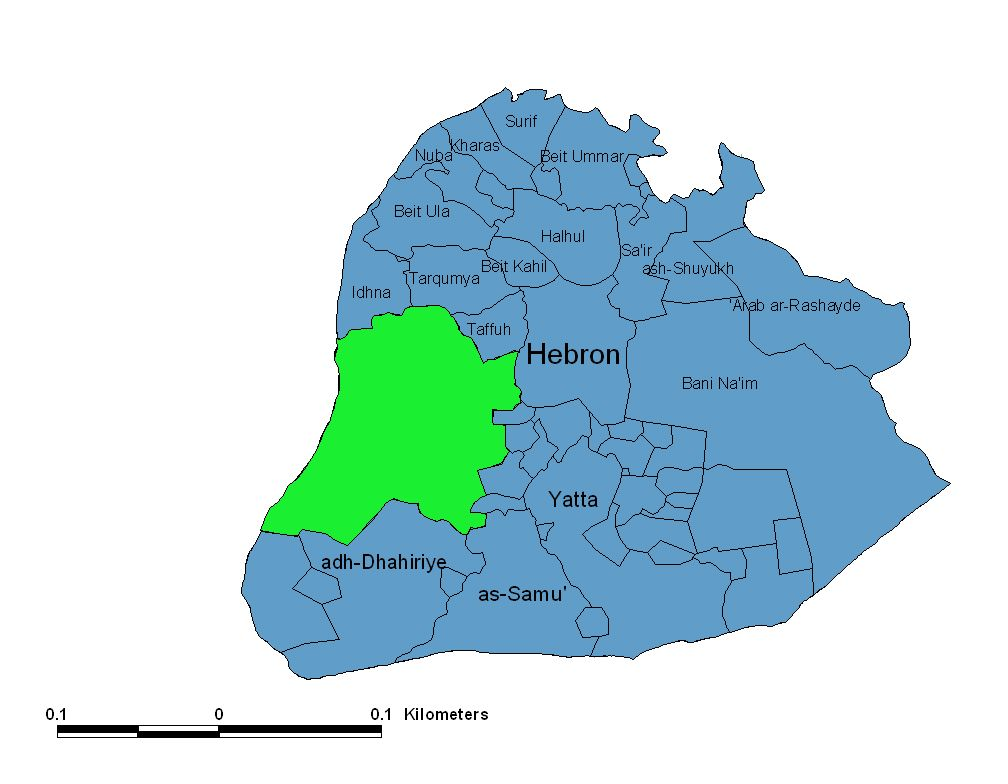 Surif
Kharas
Nuba
Beit Ummar
Beit Ula
Halhul
Sa'ir
Beit Kahil
ash-Shuyukh
Tarqumya
Idhna
'Arab ar-Rashayde
Taffuh
Hebron
Bani Na'im
Yatta
adh-Dhahiriye
as-Samu'
0.1 0 0.1 Kilometers